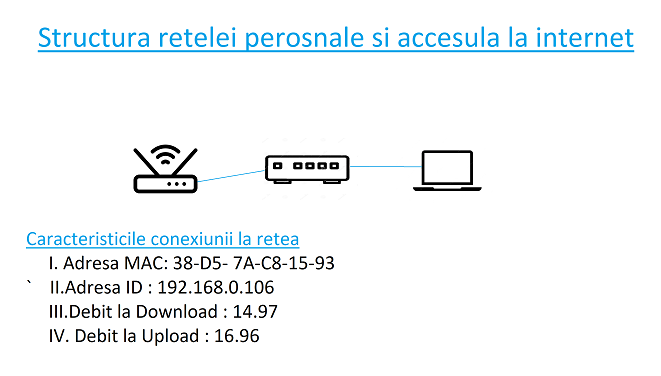 Structura retelei perosnale si accesula la internet
Caracteristicile conexiunii la retea
I. Adresa MAC: 38-D5- 7A-C8-15-93
` II.Adresa ID : 192.168.0.106
III.Debit la Download : 14.97
IV. Debit la Upload : 16.96